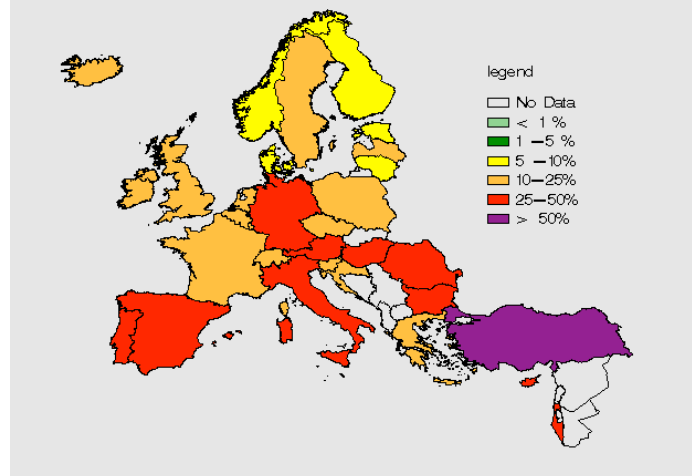 legend
No Data
< 1 %
1 –5 %
5 –10%
10–25%
25–50%
> 50%